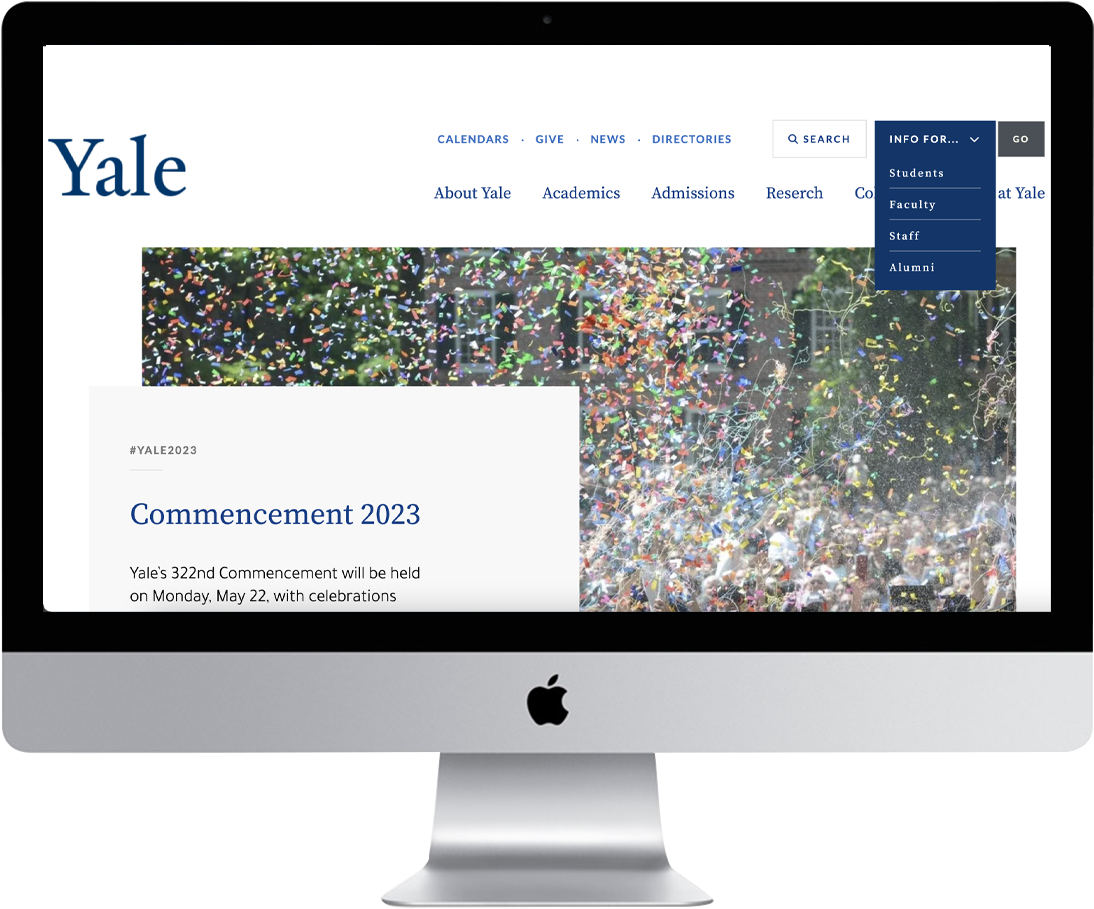 Yale
CALENDARS · GIVE · NEWS · DIRECTORIES
SEARCH
INFO FOR...
GO
About Yale Academics Admissions Reserch Co at Yale
Students
Faculty
Staff
Alumni
#YALE2023
Commencement 2023
Yale's 322nd Commencement will be held
on Monday, May 22, with celebrations